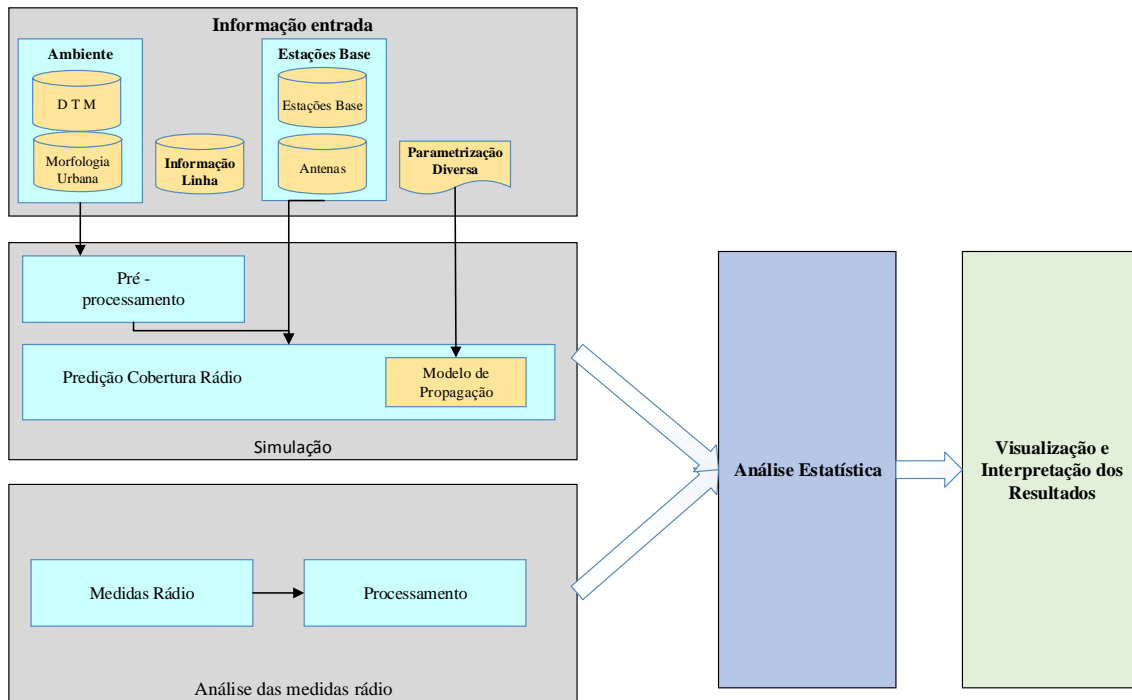 Informação entrada
Ambiente
D T M
Morfologia
Urbana
Informação
Linha
Estações Base
Estações Base
Antenas
Parametrização
Diversa
Pré -
processamento
Predição Cobertura Rádio
Modelo de
Propagação
Simulação
Medidas Rádio
Processamento
Análise das medidas rádio
Análise Estatística
Visualização e
Interpretação dos
Resultados